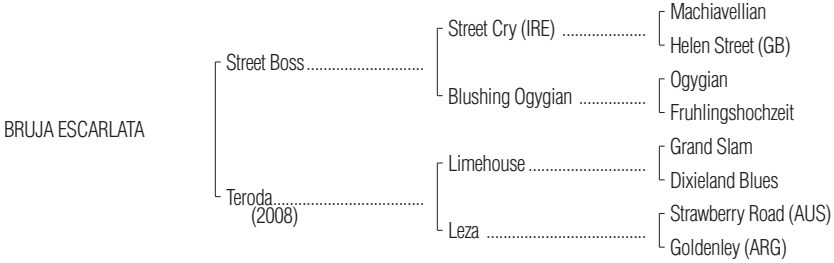 Machiavellian
Street Cry (IRE) ....................
Helen Street (GB)
Street Boss ............................
Ogygian
Blushing Ogygian ................
Fruhlingshochzeit
BRUJA ESCARLATA
Grand Slam
Limehouse ............................
Dixieland Blues
Teroda ....................................
(2008)
Strawberry Road (AUS)
Leza ......................................
Goldenley (ARG)